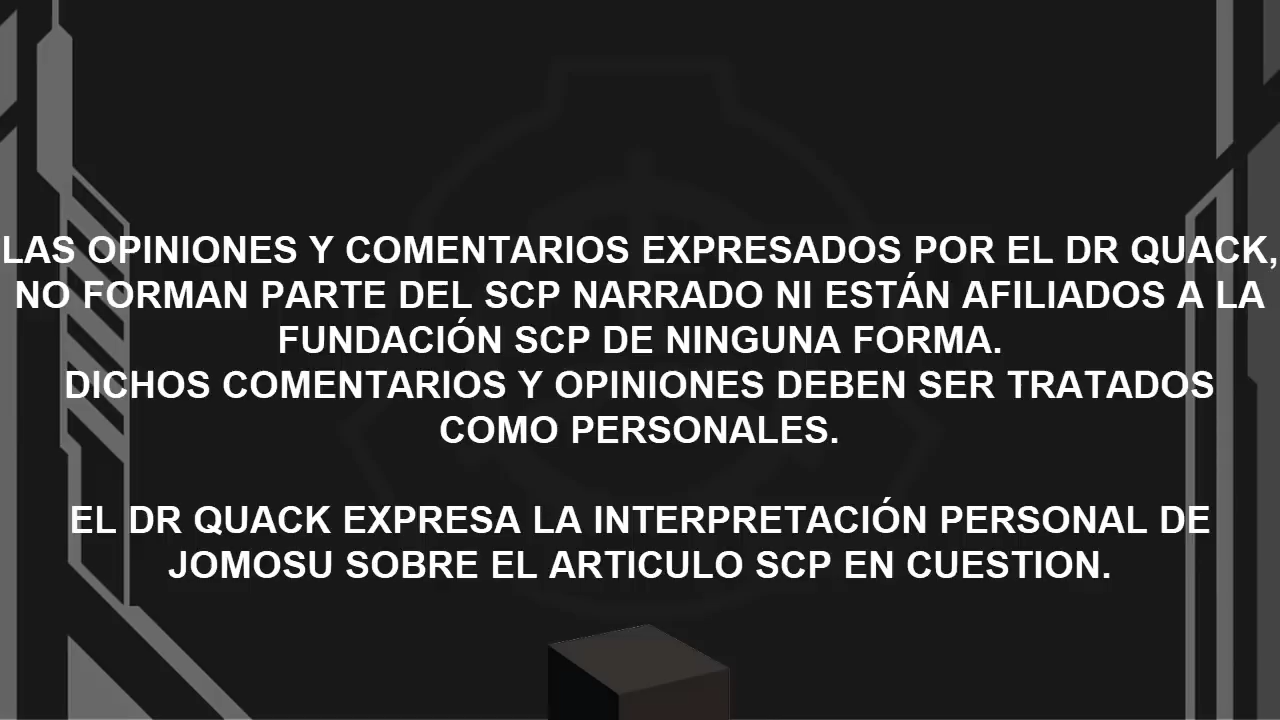 LAS OPINIONES Y COMENTARIOS EXPRESADOS POR EL DR QUACK,
NO FORMAN PARTE DEL SCP NARRADO NI ESTÁN AFILIADOS A LA
FUNDACIÓN SCP DE NINGUNA FORMA.
DICHOS COMENTARIOS Y OPINIONES DEBEN SER TRATADOS
COMO PERSONALES.
EL DR QUACK EXPRESA LA INTERPRETACIÓN PERSONAL DE
JOMOSU SOBRE EL ARTICULO SCP EN CUESTION.